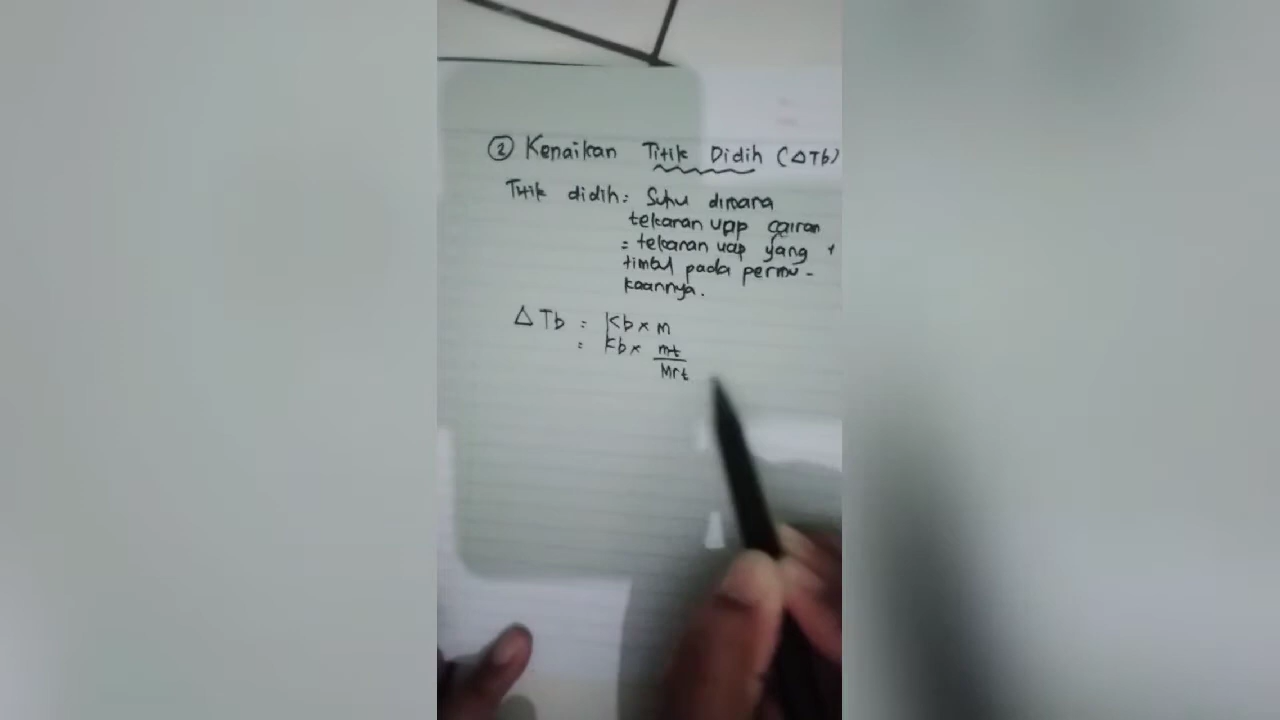 ② Kenaikan Titik Didih (ΔTb)
Titik didih : Suhu dimana
tekanan uap cairan
= tekanan uap yang
timbul pada permu-
kaannya.
ΔTb = Kb × m
= Kb × mt/Mrt